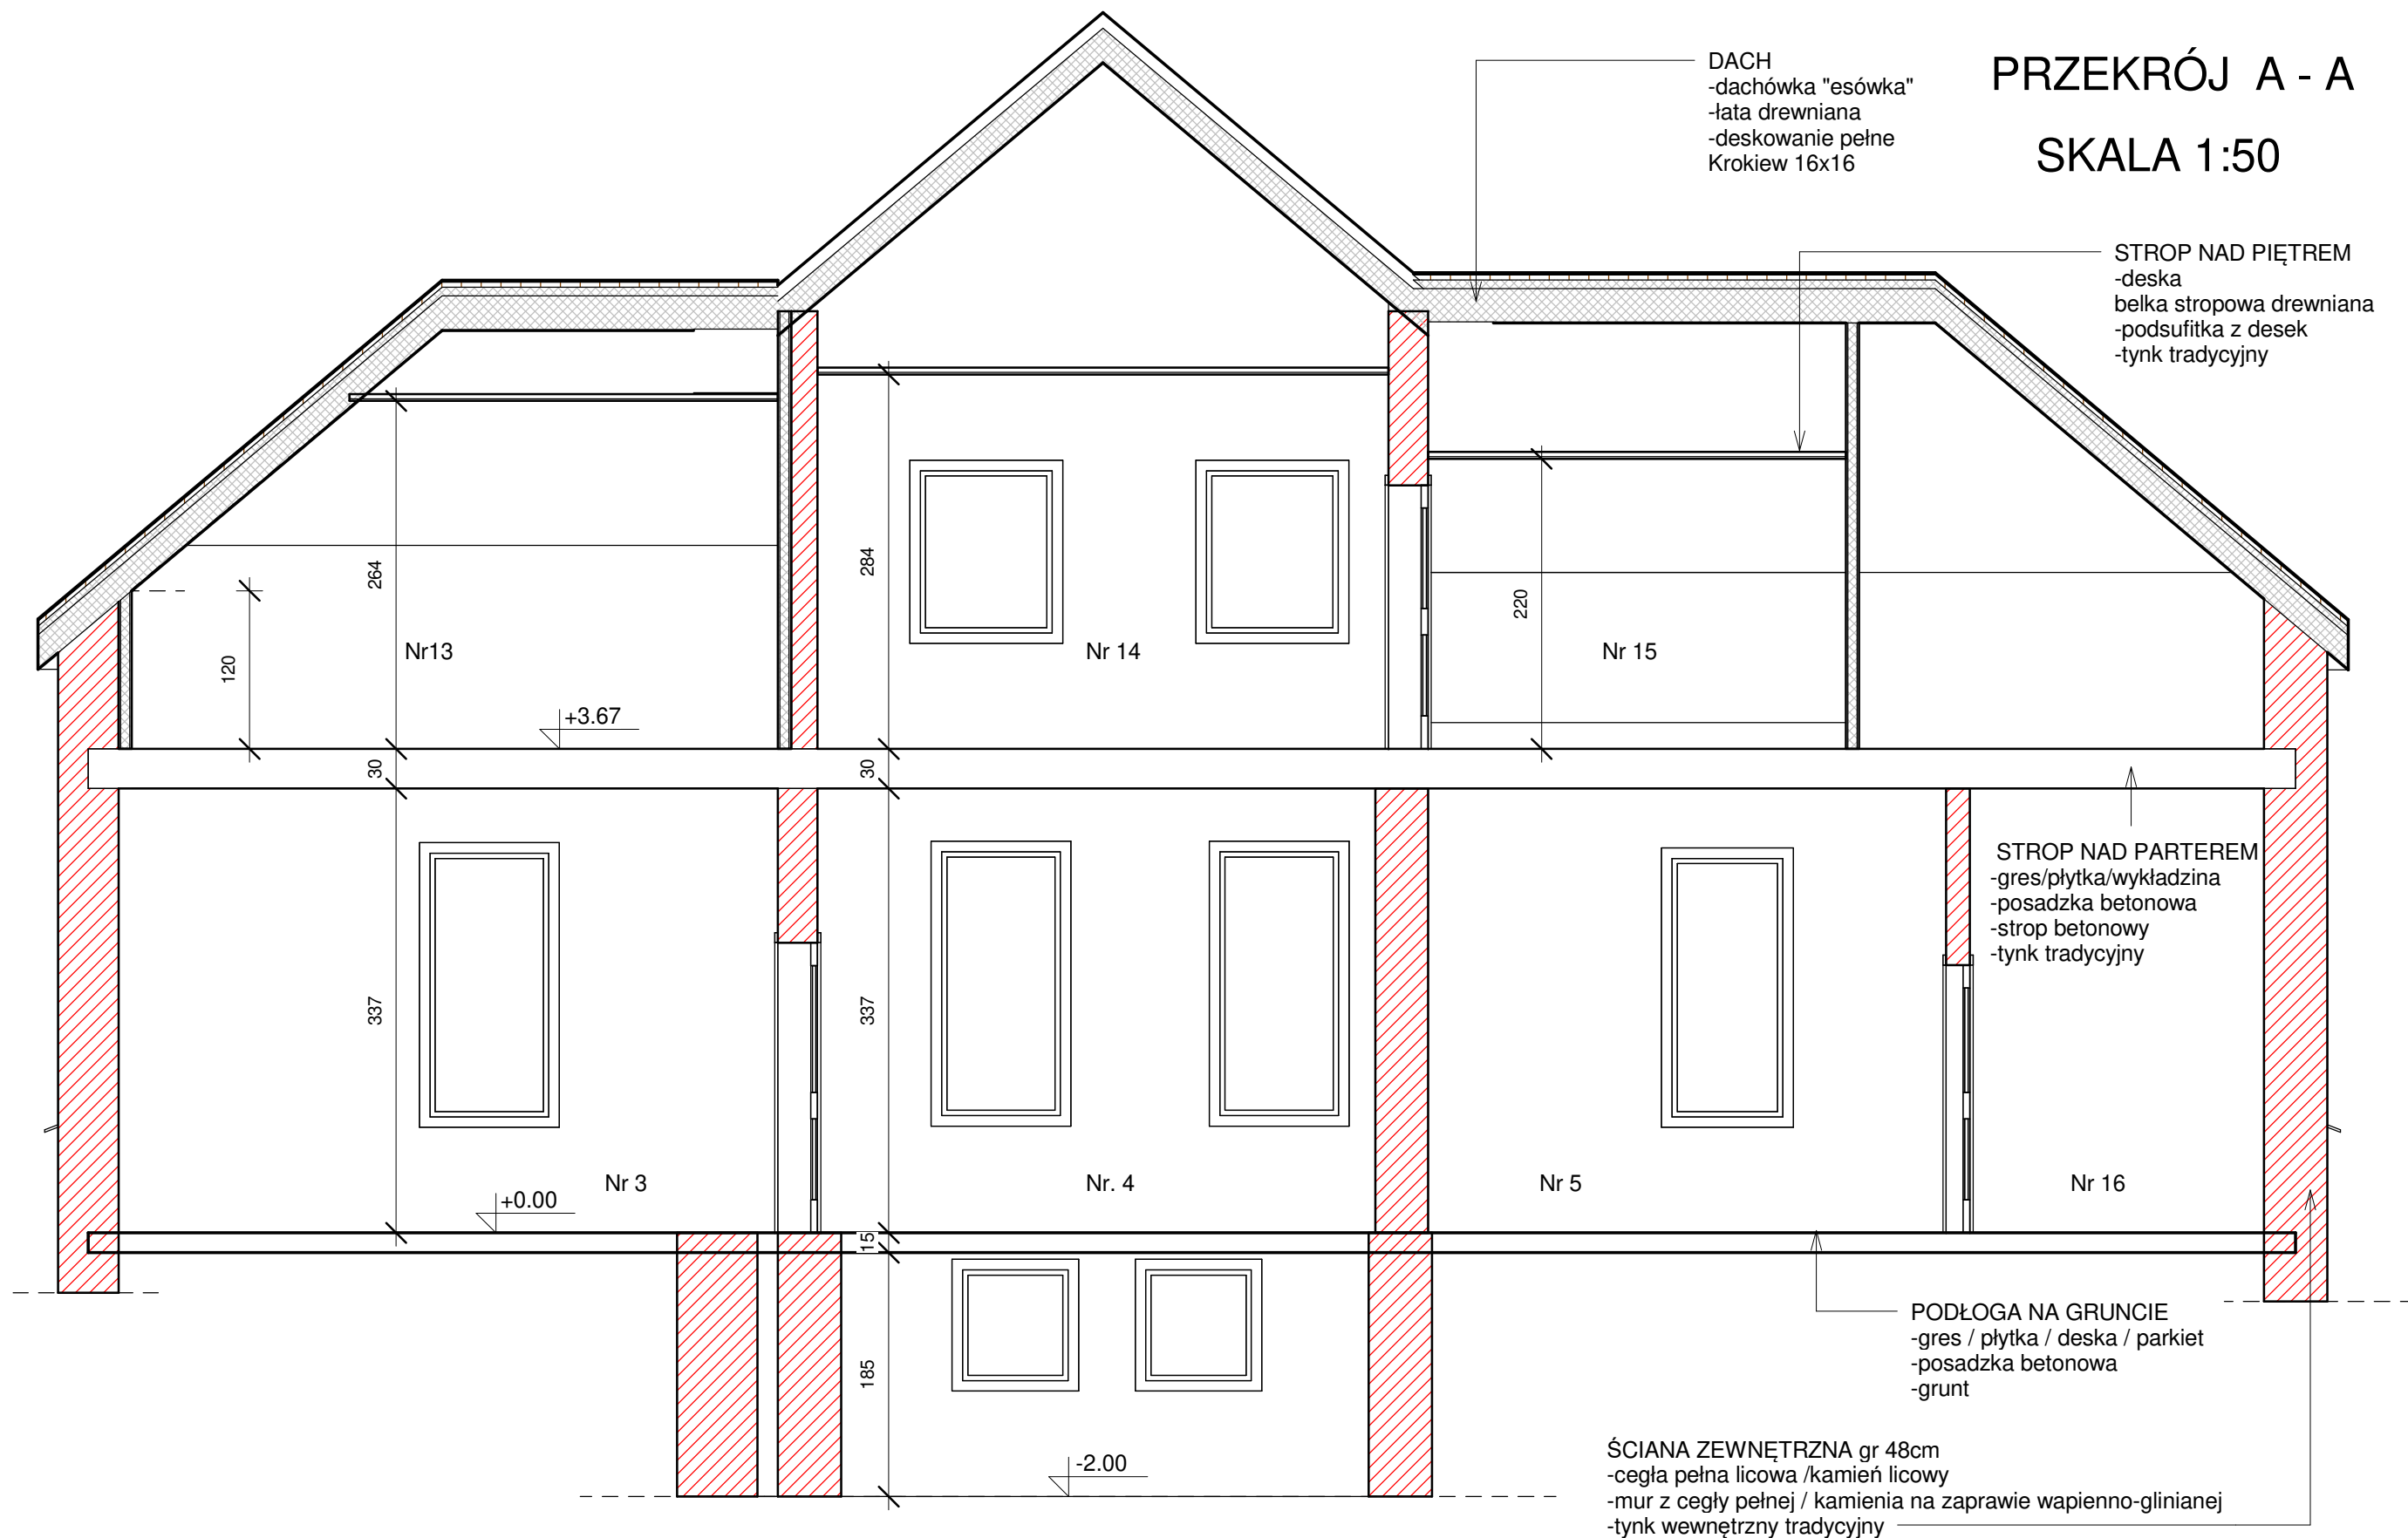 PRZEKRÓJ A - A
SKALA 1:50
DACH
-dachówka "esówka"
-łata drewniana
-deskowanie pełne
Krokiew 16x16
STROP NAD PIĘTREM
-deska
belka stropowa drewniana
-podsufitka z desek
-tynk tradycyjny
264
284
220
120
Nr13
Nr 14
Nr 15
+3.67
30
30
STROP NAD PARTEREM
-gres/płytka/wykładzina
-posadzka betonowa
-strop betonowy
-tynk tradycyjny
337
337
Nr 3
Nr. 4
Nr 5
Nr 16
+0.00
15
185
PODŁOGA NA GRUNCIE
-gres / płytka / deska / parkiet
-posadzka betonowa
-grunt
-2.00
ŚCIANA ZEWNĘTRZNA gr 48cm
-cegła pełna licowa /kamień licowy
-mur z cegły pełnej / kamienia na zaprawie wapienno-glinianej
-tynk wewnętrzny tradycyjny